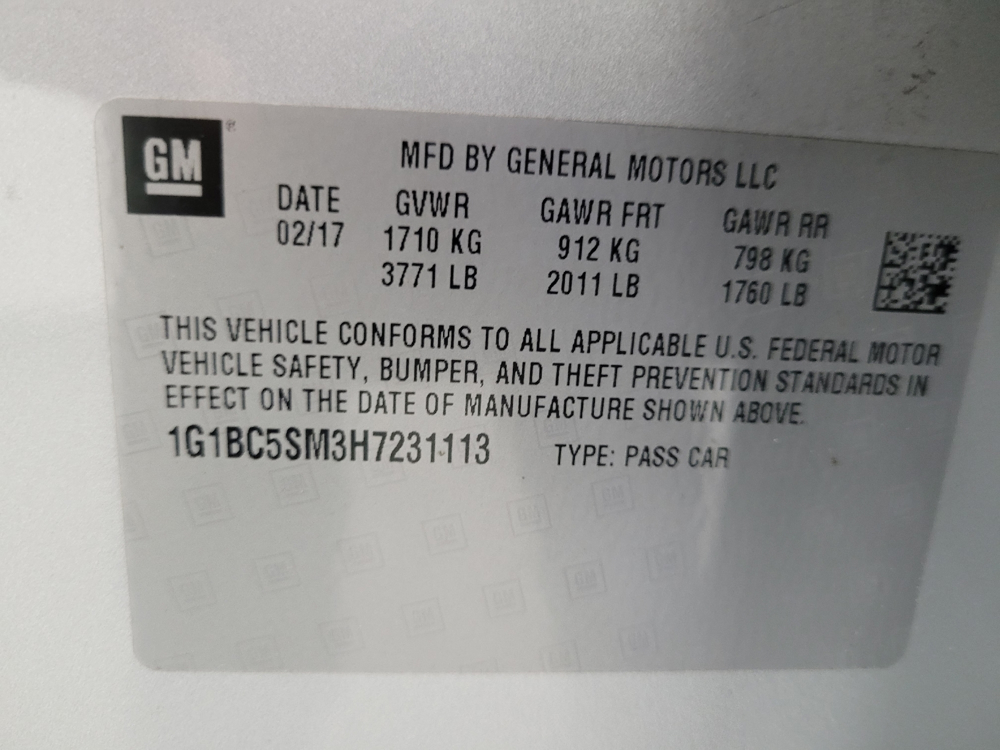 GM ®
MFD BY GENERAL MOTORS LLC
DATE GVWR GAWR FRT GAWR RR
02/17 1710 KG 912 KG 798 KG
3771 LB 2011 LB 1760 LB
THIS VEHICLE CONFORMS TO ALL APPLICABLE U.S. FEDERAL MOTOR
VEHICLE SAFETY, BUMPER, AND THEFT PREVENTION STANDARDS IN
EFFECT ON THE DATE OF MANUFACTURE SHOWN ABOVE.
1G1BC5SM3H7231113 TYPE: PASS CAR